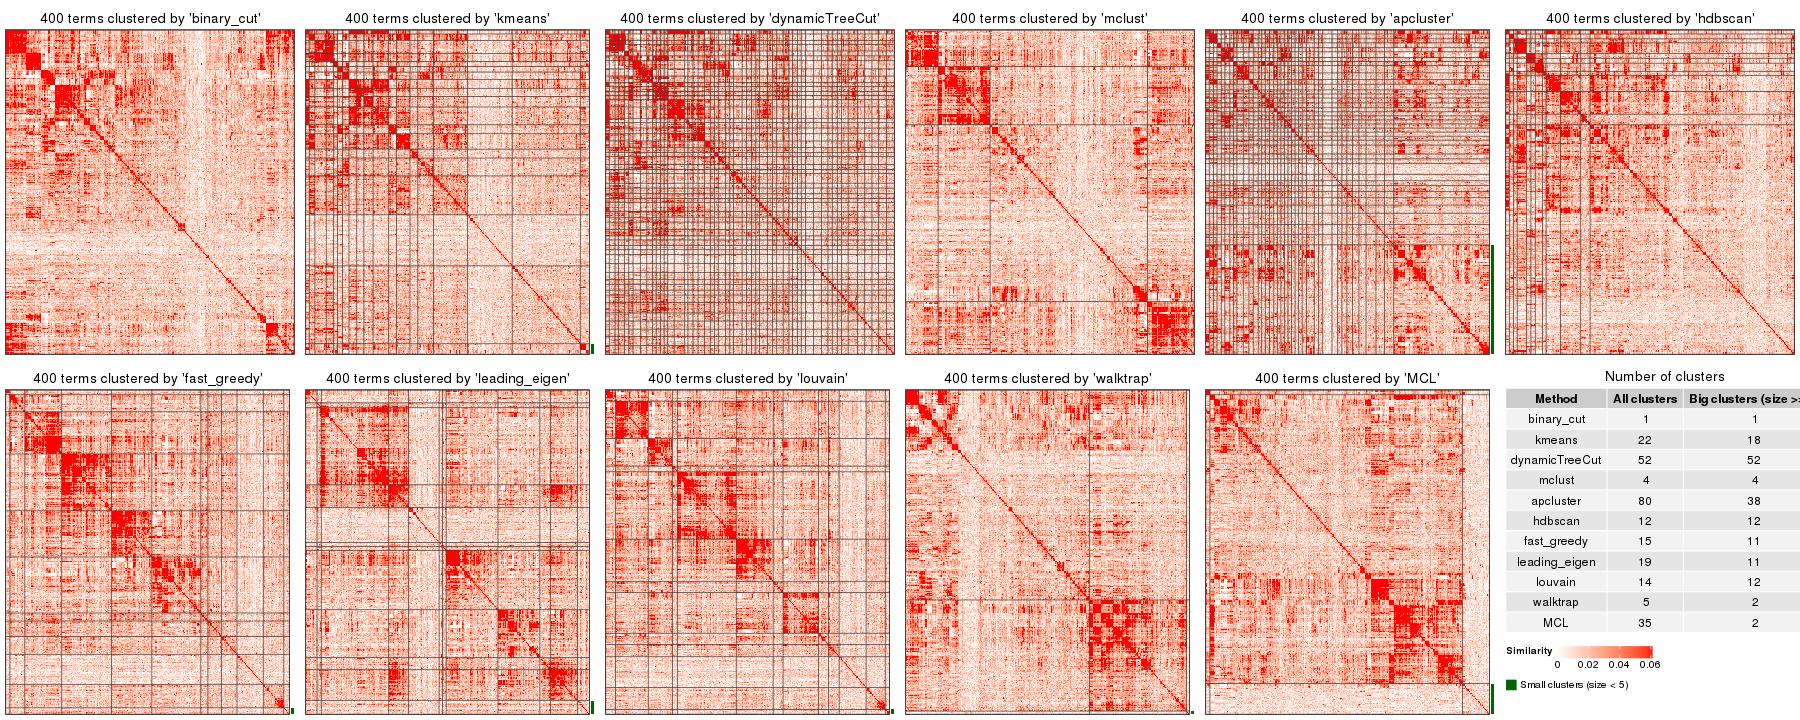 400 terms clustered by 'binary_cut'
400 terms clustered by 'kmeans'
400 terms clustered by 'dynamicTreeCut'
400 terms clustered by 'mclust'
400 terms clustered by 'apcluster'
400 terms clustered by 'hdbscan'
400 terms clustered by 'fast_greedy'
400 terms clustered by 'leading_eigen'
400 terms clustered by 'louvain'
400 terms clustered by 'walktrap'
400 terms clustered by 'MCL'
Number of clusters
Method All clusters Big clusters (size >=
binary_cut 1 1
kmeans 22 18
dynamicTreeCut 52 52
mclust 4 4
apcluster 80 38
hdbscan 12 12
fast_greedy 15 11
leading_eigen 19 11
louvain 14 12
walktrap 5 2
MCL 35 2
Similarity
0 0.02 0.04 0.06
Small clusters (size < 5)